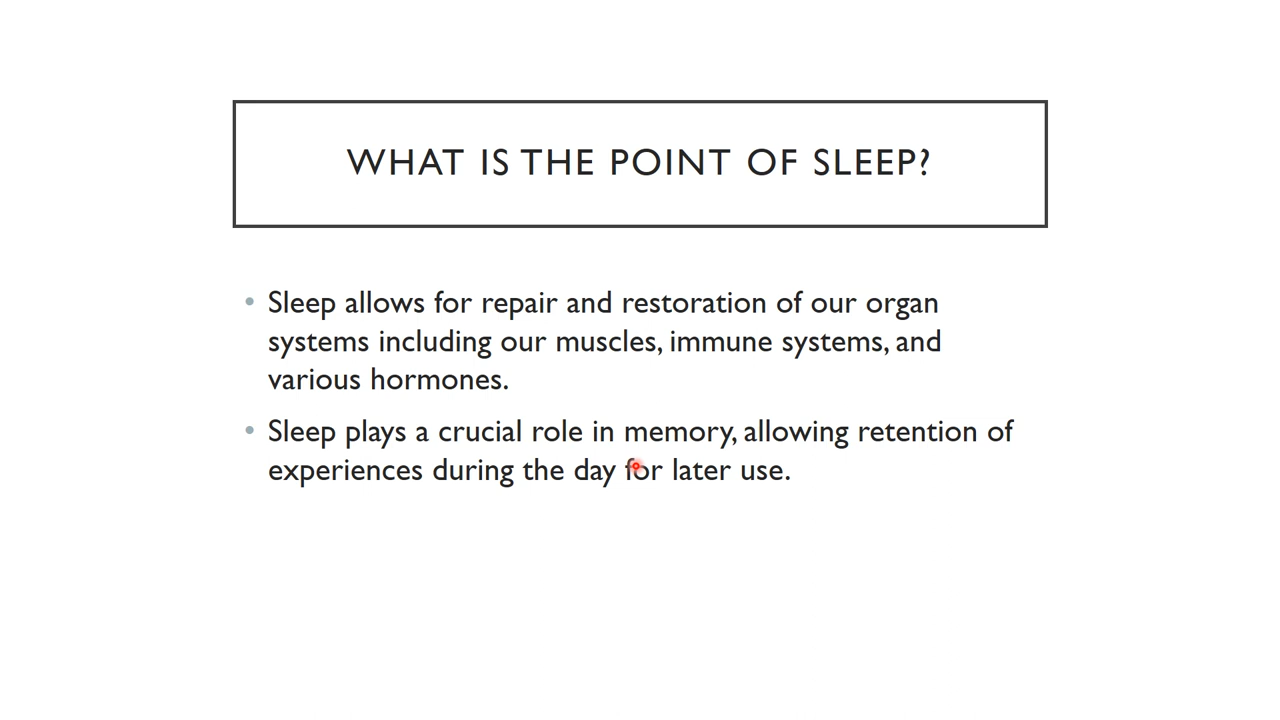 WHAT IS THE POINT OF SLEEP?
• Sleep allows for repair and restoration of our organ
systems including our muscles, immune systems, and
various hormones.
• Sleep plays a crucial role in memory, allowing retention of
experiences during the day for later use.